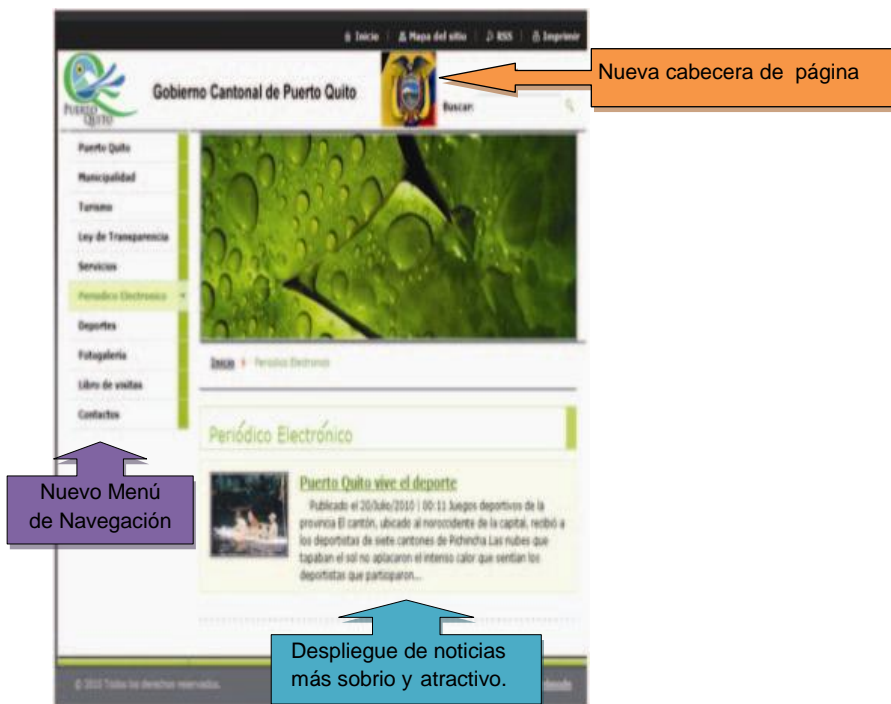 Inicio Mapa del sitio RSS Imprimir
Nueva cabecera de página
PUERTO QUITO
Gobierno Cantonal de Puerto Quito
Buscar:
Puerto Quito
Municipalidad
Turismo
Ley de Transparencia
Servicios
Periodico Electronico
Deportes
Fotogalería
Libro de visitas
Contactos
Inicio Periodico Electronico
Periódico Electrónico
Nuevo Menú
de Navegación
Puerto Quito vive el deporte
Publicado el 20/Julio/2010 | 00:11 Juegos deportivos de la
provincia El cantón, ubicado al noroccidente de la capital, recibió a
los deportistas de siete cantones de Pichincha Las nubes que
tapaban el sol no aplacaron el intenso calor que sentían los
deportistas que participaron...
Despliegue de noticias
más sobrio y atractivo.
© 2010 Todos los derechos reservados.